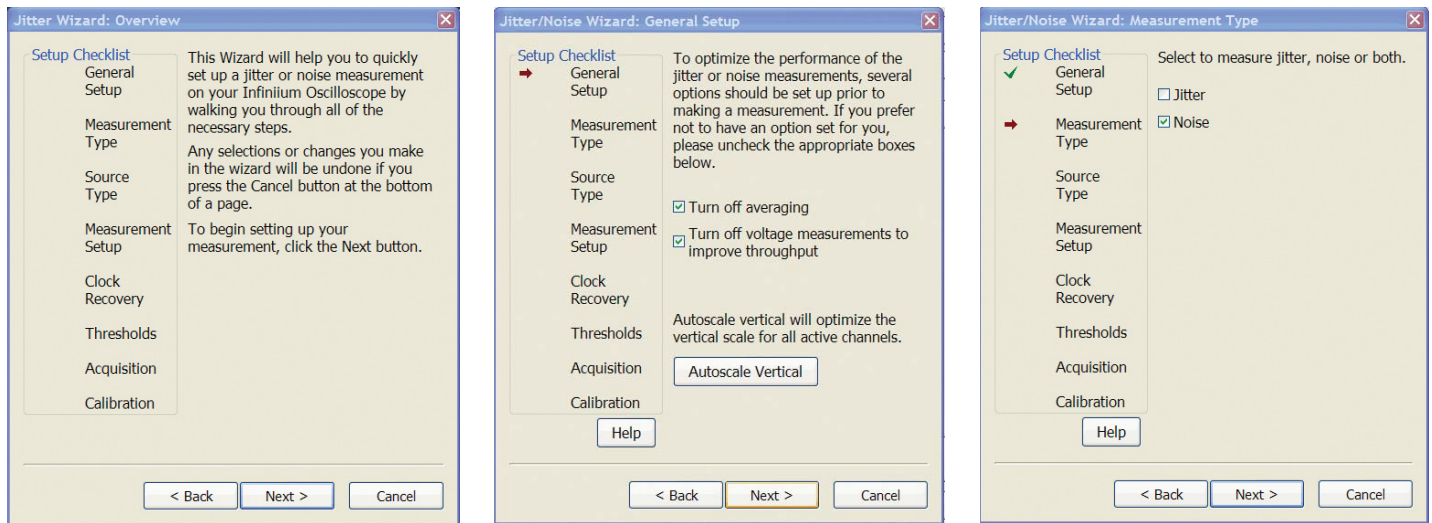 Jitter Wizard: Overview
Setup Checklist
General
Setup
Measurement
Type
Source
Type
Measurement
Setup
Clock
Recovery
Thresholds
Acquisition
Calibration
This Wizard will help you to quickly
set up a jitter or noise measurement
on your Infiniium Oscilloscope by
walking you through all of the
necessary steps.
Any selections or changes you make
in the wizard will be undone if you
press the Cancel button at the bottom
of a page.
To begin setting up your
measurement, click the Next button.
< Back
Next >
Cancel
Jitter/Noise Wizard: General Setup
Setup Checklist
General
Setup
Measurement
Type
Source
Type
Measurement
Setup
Clock
Recovery
Thresholds
Acquisition
Calibration
Help
To optimize the performance of the
jitter or noise measurements, several
options should be set up prior to
making a measurement. If you prefer
not to have an option set for you,
please uncheck the appropriate boxes
below.
Turn off averaging
Turn off voltage measurements to
improve throughput
Autoscale vertical will optimize the
vertical scale for all active channels.
Autoscale Vertical
< Back
Next >
Cancel
Jitter/Noise Wizard: Measurement Type
Setup Checklist
General
Setup
Measurement
Type
Source
Type
Measurement
Setup
Clock
Recovery
Thresholds
Acquisition
Calibration
Help
Select to measure jitter, noise or both.
Jitter
Noise
< Back
Next >
Cancel